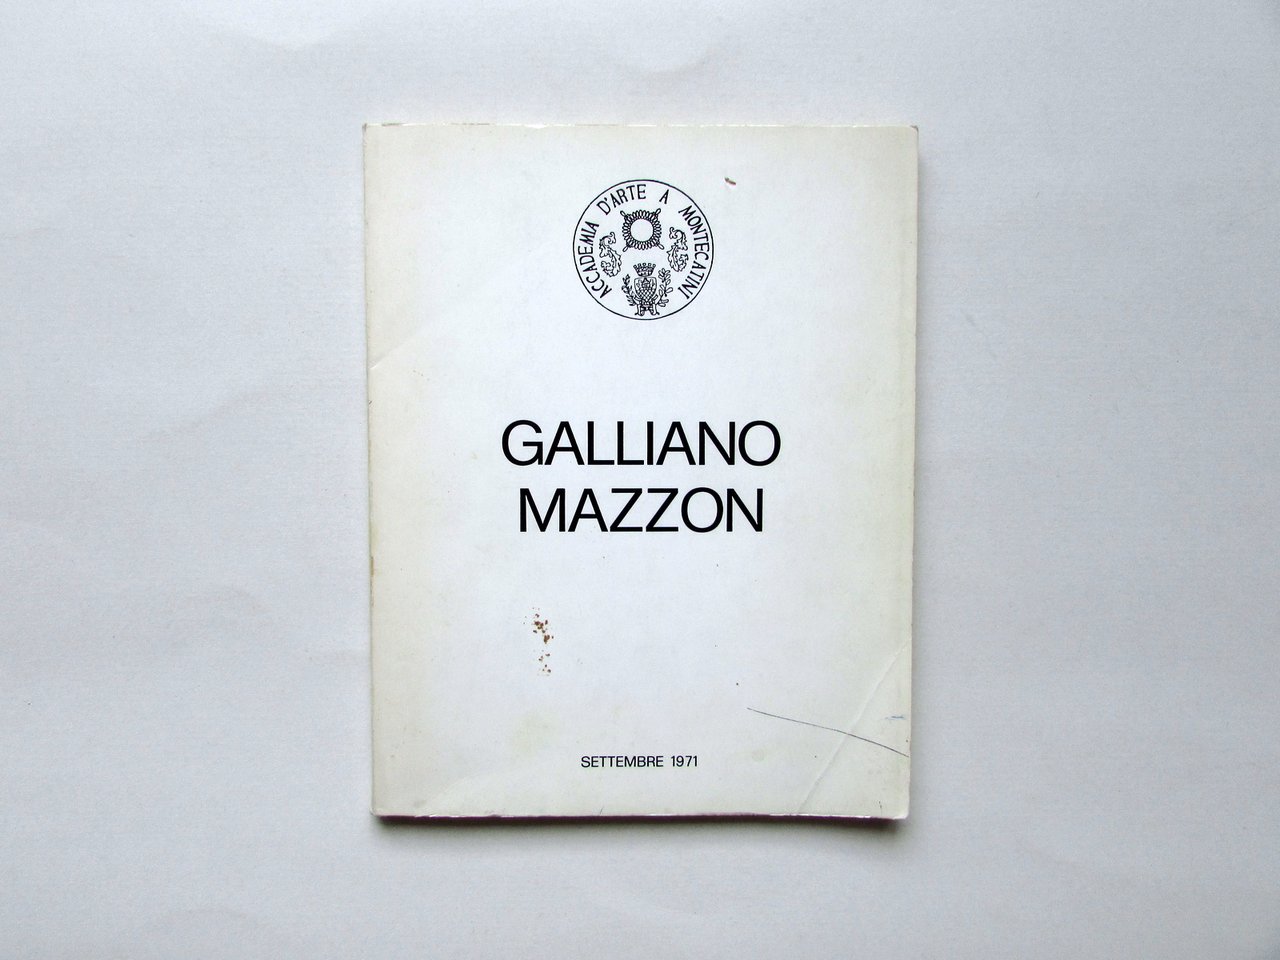 ACCADEMIA D'ARTE A MONTECATINI
GALLIANO
MAZZON
SETTEMBRE 1971